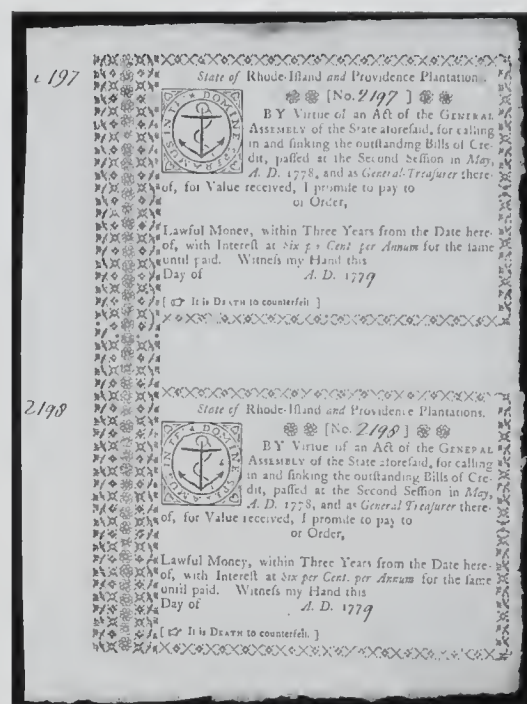 2197
State of Rhode-Iſland and Providence Plantations.
[No. 2197 ]
IN TE DOMINE SPERAMUS
BY Virtue of an Act of the GENERAL
ASSEMBLY of the State aforeſaid, for calling
in and ſinking the outſtanding Bills of Cre-
dit, paſſed at the Second Seſſion in May,
A. D. 1778, and as General-Treaſurer there-
of, for Value received, I promiſe to pay to
or Order,
Lawful Money, within Three Years from the Date here-
of, with Intereſt at Six per Cent per Annum for the ſame
until paid. Witneſs my Hand this
Day of A. D. 1779
[ ☞ It is DEATH to counterfeit. ]
2198
State of Rhode-Iſland and Providence Plantations.
[No. 2198 ]
IN TE DOMINE SPERAMUS
BY Virtue of an Act of the GENERAL
ASSEMBLY of the State aforeſaid, for calling
in and ſinking the outſtanding Bills of Cre-
dit, paſſed at the Second Seſſion in May,
A. D. 1778, and as General Treaſurer there-
of, for Value received, I promiſe to pay to
or Order,
Lawful Money, within Three Years from the Date here-
of, with Intereſt at Six per Cent. per Annum for the ſame
until paid. Witneſs my Hand this
Day of A. D. 1779
[ ☞ It is DEATH to counterfeit. ]